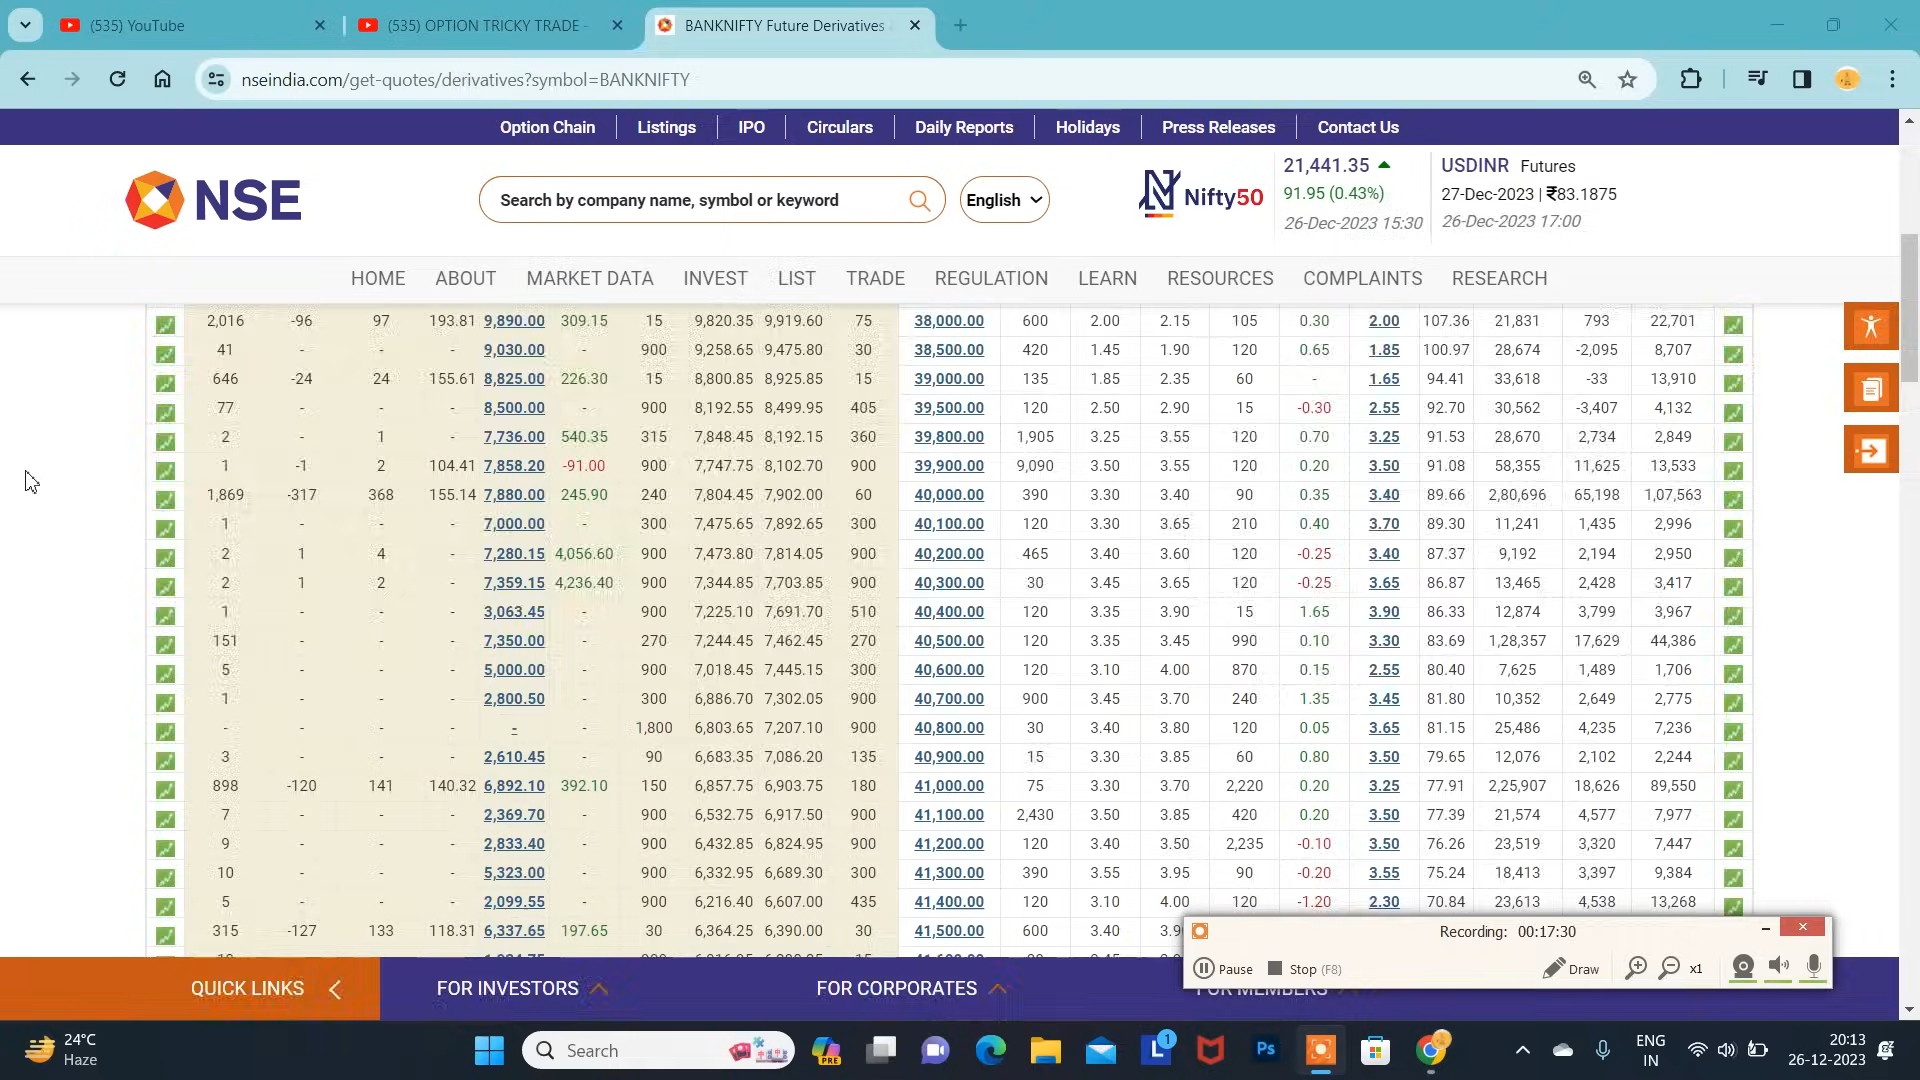 (535) YouTube
(535) OPTION TRICKY TRADE -
BANKNIFTY Future Derivatives
nseindia.com/get-quotes/derivatives?symbol=BANKNIFTY
Option Chain Listings IPO Circulars Daily Reports Holidays Press Releases Contact Us
NSE
Search by company name, symbol or keyword
English
Nifty50
21,441.35
91.95 (0.43%)
26-Dec-2023 15:30
USDINR Futures
27-Dec-2023 | ₹83.1875
26-Dec-2023 17:00
HOME ABOUT MARKET DATA INVEST LIST TRADE REGULATION LEARN RESOURCES COMPLAINTS RESEARCH
2,016 -96 97 193.81 9,890.00 309.15 15 9,820.35 9,919.60 75 38,000.00 600 2.00 2.15 105 0.30 2.00 107.36 21,831 793 22,701
41 - - - 9,030.00 - 900 9,258.65 9,475.80 30 38,500.00 420 1.45 1.90 120 0.65 1.85 100.97 28,674 -2,095 8,707
646 -24 24 155.61 8,825.00 226.30 15 8,800.85 8,925.85 15 39,000.00 135 1.85 2.35 60 - 1.65 94.41 33,618 -33 13,910
77 - - - 8,500.00 - 900 8,192.55 8,499.95 405 39,500.00 120 2.50 2.90 15 -0.30 2.55 92.70 30,562 -3,407 4,132
2 - 1 - 7,736.00 540.35 315 7,848.45 8,192.15 360 39,800.00 1,905 3.25 3.55 120 0.70 3.25 91.53 28,670 2,734 2,849
1 -1 2 104.41 7,858.20 -91.00 900 7,747.75 8,102.70 900 39,900.00 9,090 3.50 3.55 120 0.20 3.50 91.08 58,355 11,625 13,533
1,869 -317 368 155.14 7,880.00 245.90 240 7,804.45 7,902.00 60 40,000.00 390 3.30 3.40 90 0.35 3.40 89.66 2,80,696 65,198 1,07,563
1 - - - 7,000.00 - 300 7,475.65 7,892.65 300 40,100.00 120 3.30 3.65 210 0.40 3.70 89.30 11,241 1,435 2,996
2 1 4 - 7,280.15 4,056.60 900 7,473.80 7,814.05 900 40,200.00 465 3.40 3.60 120 -0.25 3.40 87.37 9,192 2,194 2,950
2 1 2 - 7,359.15 4,236.40 900 7,344.85 7,703.85 900 40,300.00 30 3.45 3.65 120 -0.25 3.65 86.87 13,465 2,428 3,417
1 - - - 3,063.45 - 900 7,225.10 7,691.70 510 40,400.00 120 3.35 3.90 15 1.65 3.90 86.33 12,874 3,799 3,967
151 - - - 7,350.00 - 270 7,244.45 7,462.45 270 40,500.00 120 3.35 3.45 990 0.10 3.30 83.69 1,28,357 17,629 44,386
5 - - - 5,000.00 - 900 7,018.45 7,445.15 300 40,600.00 120 3.10 4.00 870 0.15 2.55 80.40 7,625 1,489 1,706
1 - - - 2,800.50 - 300 6,886.70 7,302.05 900 40,700.00 900 3.45 3.70 240 1.35 3.45 81.80 10,352 2,649 2,775
- - - - - - 1,800 6,803.65 7,207.10 900 40,800.00 30 3.40 3.80 120 0.05 3.65 81.15 25,486 4,235 7,236
3 - - - 2,610.45 - 90 6,683.35 7,086.20 135 40,900.00 15 3.30 3.85 60 0.80 3.50 79.65 12,076 2,102 2,244
898 -120 141 140.32 6,892.10 392.10 150 6,857.75 6,903.75 180 41,000.00 75 3.30 3.70 2,220 0.20 3.25 77.91 2,25,907 18,626 89,550
7 - - - 2,369.70 - 900 6,532.75 6,917.50 900 41,100.00 2,430 3.50 3.85 420 0.20 3.50 77.39 21,574 4,577 7,977
9 - - - 2,833.40 - 900 6,432.85 6,824.95 900 41,200.00 120 3.40 3.50 2,235 -0.10 3.50 76.26 23,519 3,320 7,447
10 - - - 5,323.00 - 900 6,332.95 6,689.30 300 41,300.00 390 3.55 3.95 90 -0.20 3.55 75.24 18,413 3,397 9,384
5 - - - 2,099.55 - 900 6,216.40 6,607.00 435 41,400.00 120 3.10 4.00 120 -1.20 2.30 70.84 23,613 4,538 13,268
315 -127 133 118.31 6,337.65 197.65 30 6,364.25 6,390.00 30 41,500.00 600 3.40
Recording: 00:17:30
Pause Stop (F8) Draw x1
QUICK LINKS FOR INVESTORS FOR CORPORATES FOR MEMBERS
24°C
Haze
Search
PRE
1
Ps
ENG
IN
20:13
26-12-2023